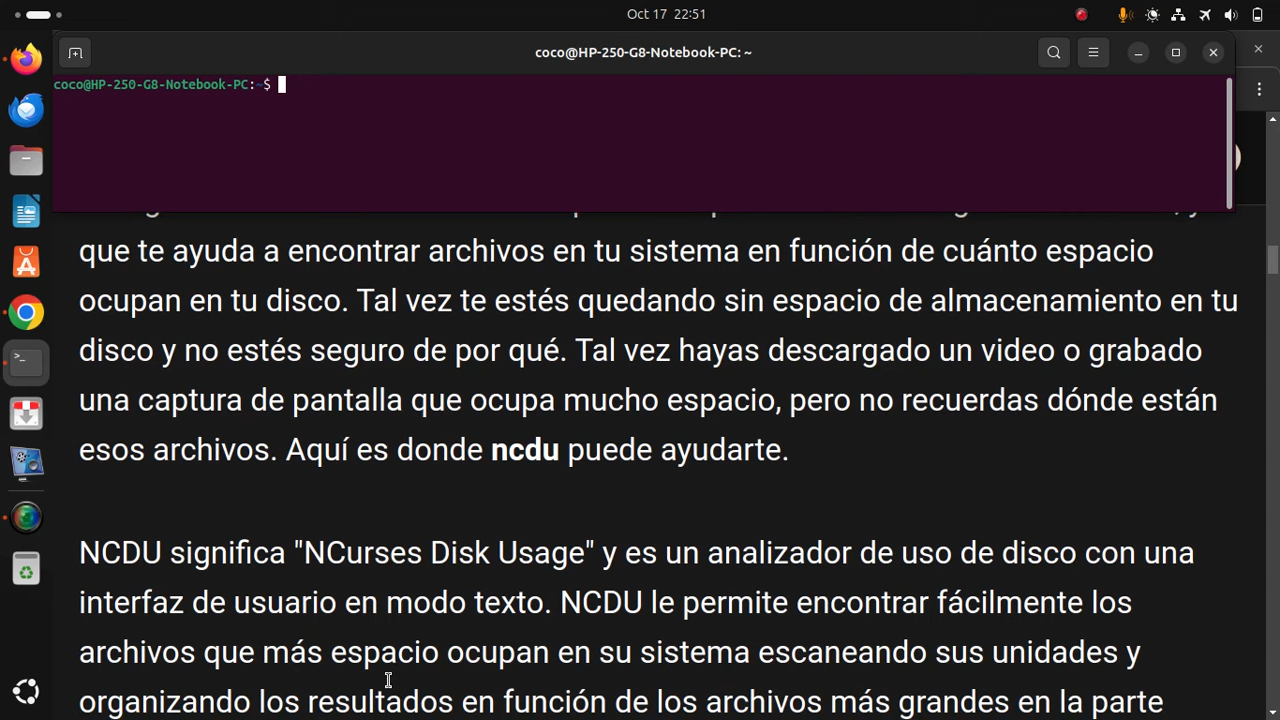 Oct 17 22:51
coco@HP-250-G8-Notebook-PC: ~
coco@HP-250-G8-Notebook-PC:~$
que te ayuda a encontrar archivos en tu sistema en función de cuánto espacio
ocupan en tu disco. Tal vez te estés quedando sin espacio de almacenamiento en tu
disco y no estés seguro de por qué. Tal vez hayas descargado un video o grabado
una captura de pantalla que ocupa mucho espacio, pero no recuerdas dónde están
esos archivos. Aquí es donde ncdu puede ayudarte.
NCDU significa "NCurses Disk Usage" y es un analizador de uso de disco con una
interfaz de usuario en modo texto. NCDU le permite encontrar fácilmente los
archivos que más espacio ocupan en su sistema escaneando sus unidades y
organizando los resultados en función de los archivos más grandes en la parte